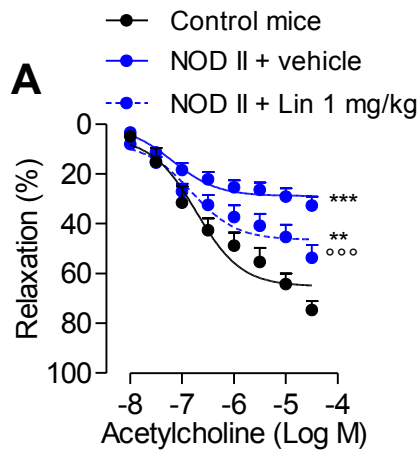 Control mice
NOD II + vehicle
NOD II + Lin 1 mg/kg
A
0
20
40
60
80
100
Relaxation (%)
***
**
°°°
-8 -7 -6 -5 -4
Acetylcholine (Log M)